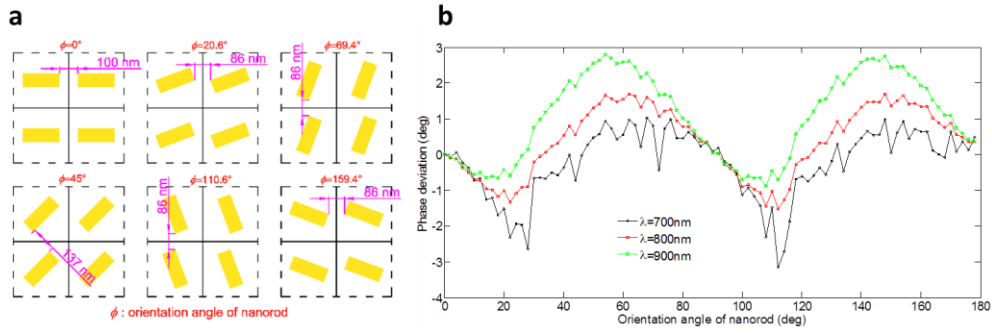 a
ϕ=0°
ϕ=20.6°
ϕ=69.4°
100 nm
86 nm
86 nm
ϕ=45°
ϕ=110.6°
ϕ=159.4°
137 nm
86 nm
86 nm
ϕ : orientation angle of nanorod
b
Phase deviation (deg)
3
2
1
0
-1
-2
-3
-4
λ=700nm
λ=800nm
λ=900nm
0 20 40 60 80 100 120 140 160 180
Orientation angle of nanorod (deg)